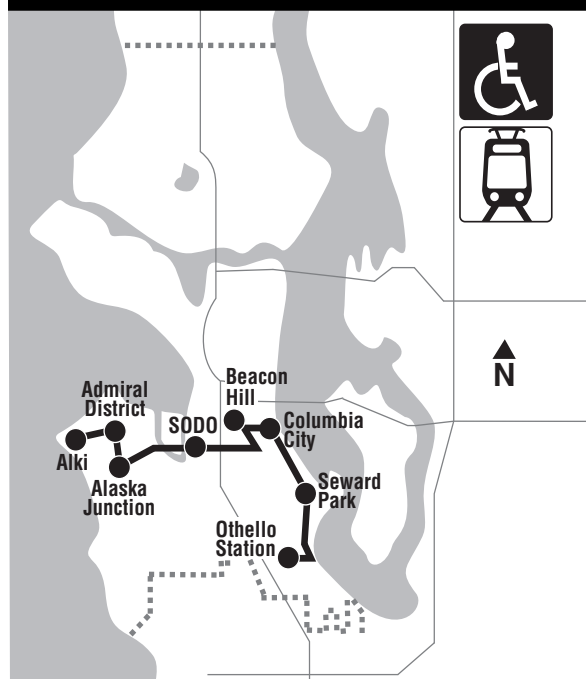 N
Beacon
Hill
Admiral
District
SODO
Columbia
City
Alki
Alaska
Junction
Seward
Park
Othello
Station